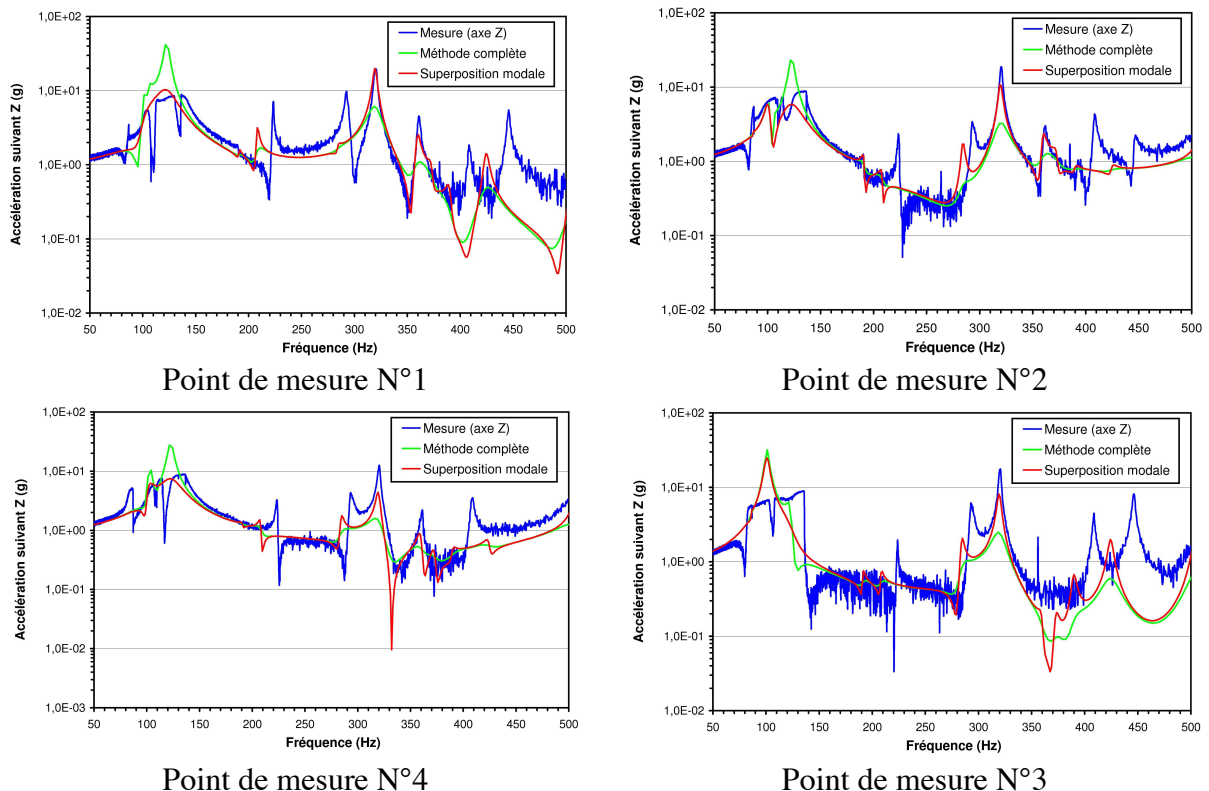 Accélération suivant Z (g)
1,0E+02
1,0E+01
1,0E+00
1,0E-01
1,0E-02
Mesure (axe Z)
Méthode complète
Superposition modale
50 100 150 200 250 300 350 400 450 500
Fréquence (Hz)
Point de mesure N°1
Accélération suivant Z (g)
1,0E+02
1,0E+01
1,0E+00
1,0E-01
1,0E-02
Mesure (axe Z)
Méthode complète
Superposition modale
50 100 150 200 250 300 350 400 450 500
Fréquence (Hz)
Point de mesure N°2
Accélération suivant Z (g)
1,0E+02
1,0E+01
1,0E+00
1,0E-01
1,0E-02
1,0E-03
Mesure (axe Z)
Méthode complète
Superposition modale
50 100 150 200 250 300 350 400 450 500
Fréquence (Hz)
Point de mesure N°4
Accélération suivant Z (g)
1,0E+02
1,0E+01
1,0E+00
1,0E-01
1,0E-02
Mesure (axe Z)
Méthode complète
Superposition modale
50 100 150 200 250 300 350 400 450 500
Fréquence (Hz)
Point de mesure N°3